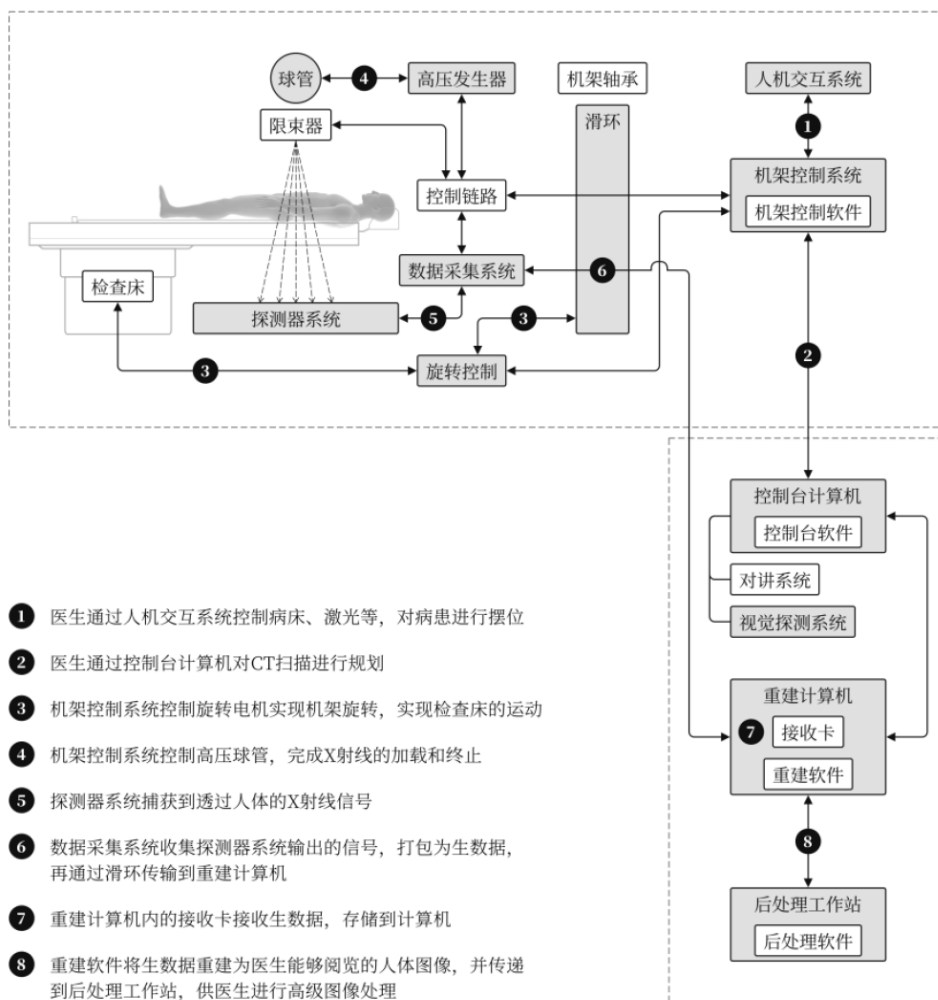 球管
4
高压发生器
机架轴承
人机交互系统
限束器
滑环
1
机架控制系统
控制链路
机架控制软件
数据采集系统
6
检查床
探测器系统
5
3
2
3
旋转控制
控制台计算机
控制台软件
对讲系统
视觉探测系统
重建计算机
7
接收卡
重建软件
8
后处理工作站
后处理软件
1 医生通过人机交互系统控制病床、激光等，对病患进行摆位
2 医生通过控制台计算机对CT扫描进行规划
3 机架控制系统控制旋转电机实现机架旋转，实现检查床的运动
4 机架控制系统控制高压球管，完成X射线的加载和终止
5 探测器系统捕获到透过人体的X射线信号
6 数据采集系统收集探测器系统输出的信号，打包为生数据，
再通过滑环传输到重建计算机
7 重建计算机内的接收卡接收生数据，存储到计算机
8 重建软件将生数据重建为医生能够阅览的人体图像，并传递
到后处理工作站，供医生进行高级图像处理